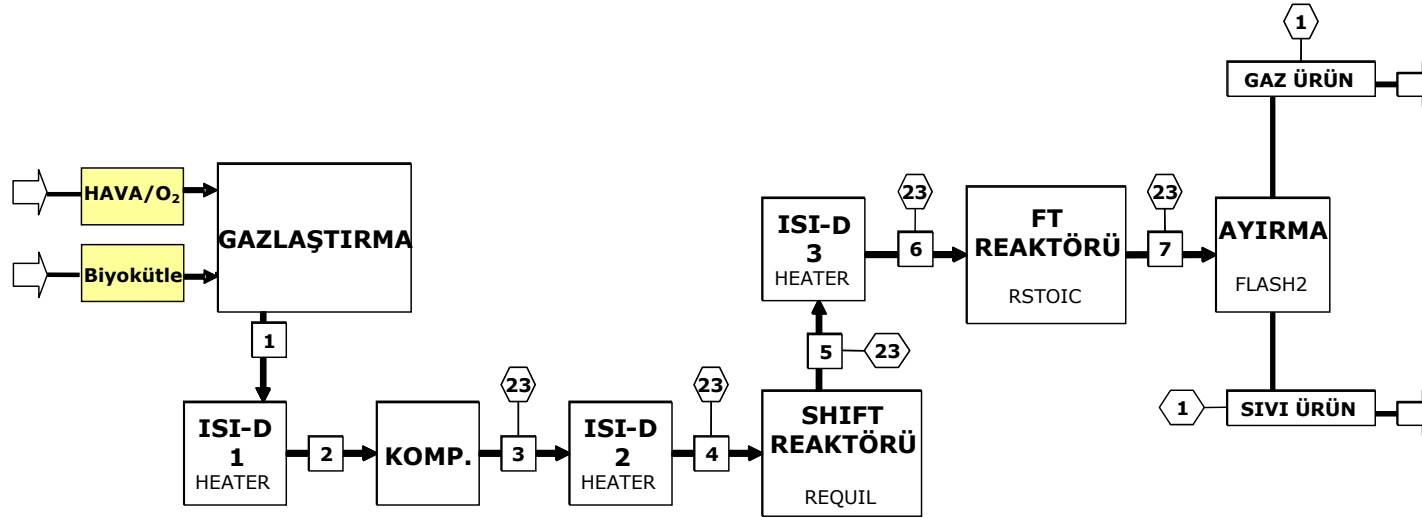 1
GAZ ÜRÜN
HAVA/O₂
Biyokütle
GAZLAŞTIRMA
1
ISI-D
1
HEATER
2
KOMP.
23
3
ISI-D
2
HEATER
23
4
SHIFT
REAKTÖRÜ
REQUIL
5
23
ISI-D
3
HEATER
23
6
FT
REAKTÖRÜ
RSTOIC
23
7
AYIRMA
FLASH2
1
SIVI ÜRÜN